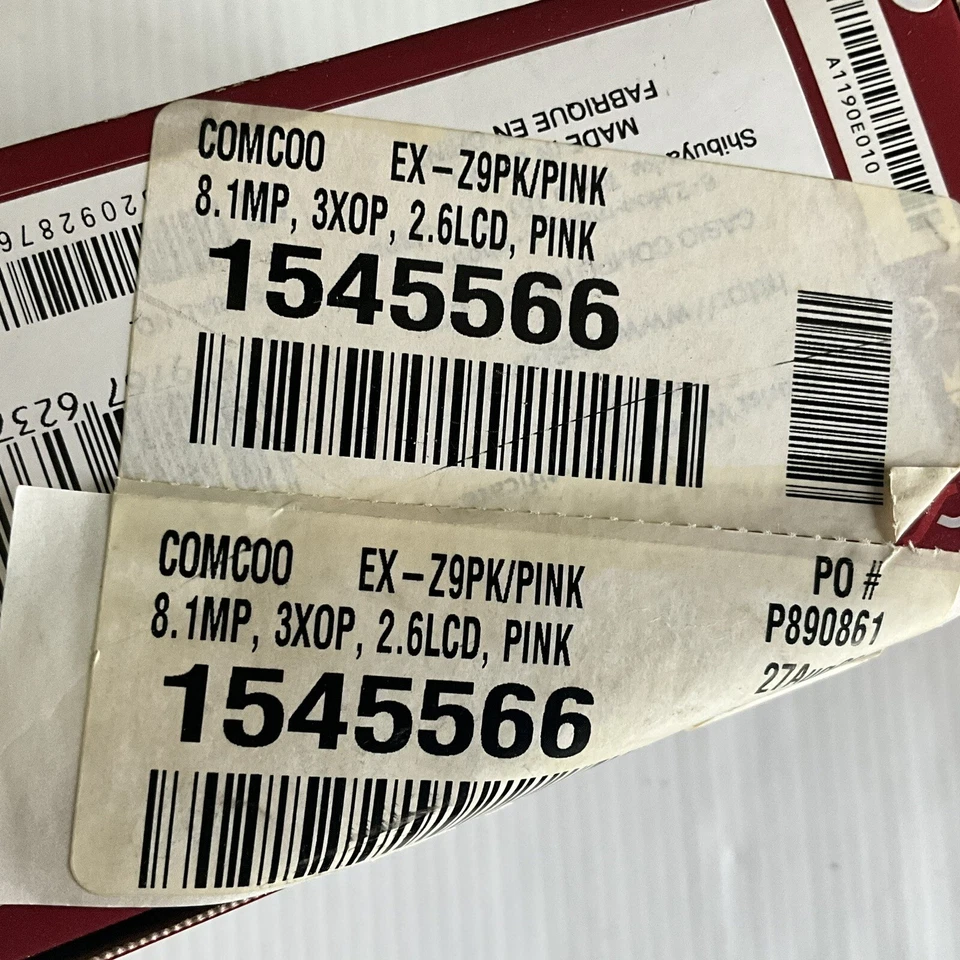 COMCOO EX-Z9PK/PINK
8.1MP, 3XOP, 2.6LCD, PINK
1545566
COMCOO EX-Z9PK/PINK
8.1MP, 3XOP, 2.6LCD, PINK
1545566
PO #
P890861
A1190E010
Shibuya
MADE
FABRIQUE EN